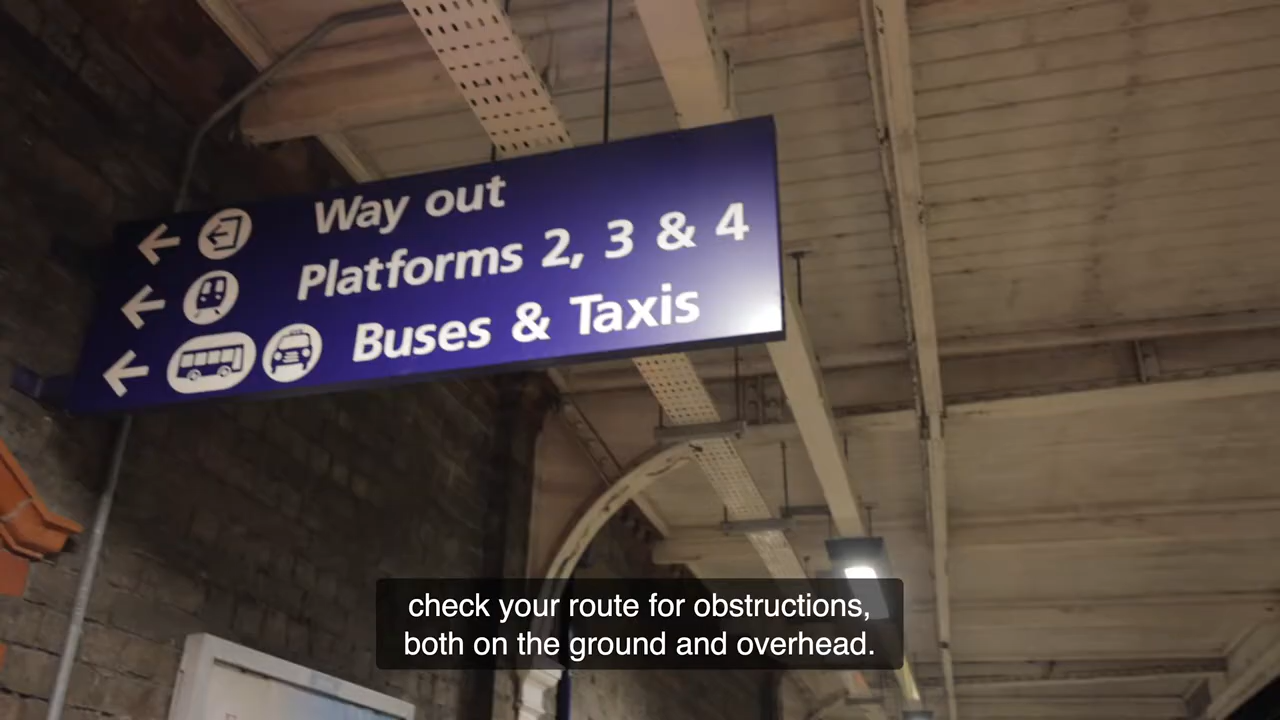 Way out
Platforms 2, 3 & 4
Buses & Taxis
check your route for obstructions,
both on the ground and overhead.